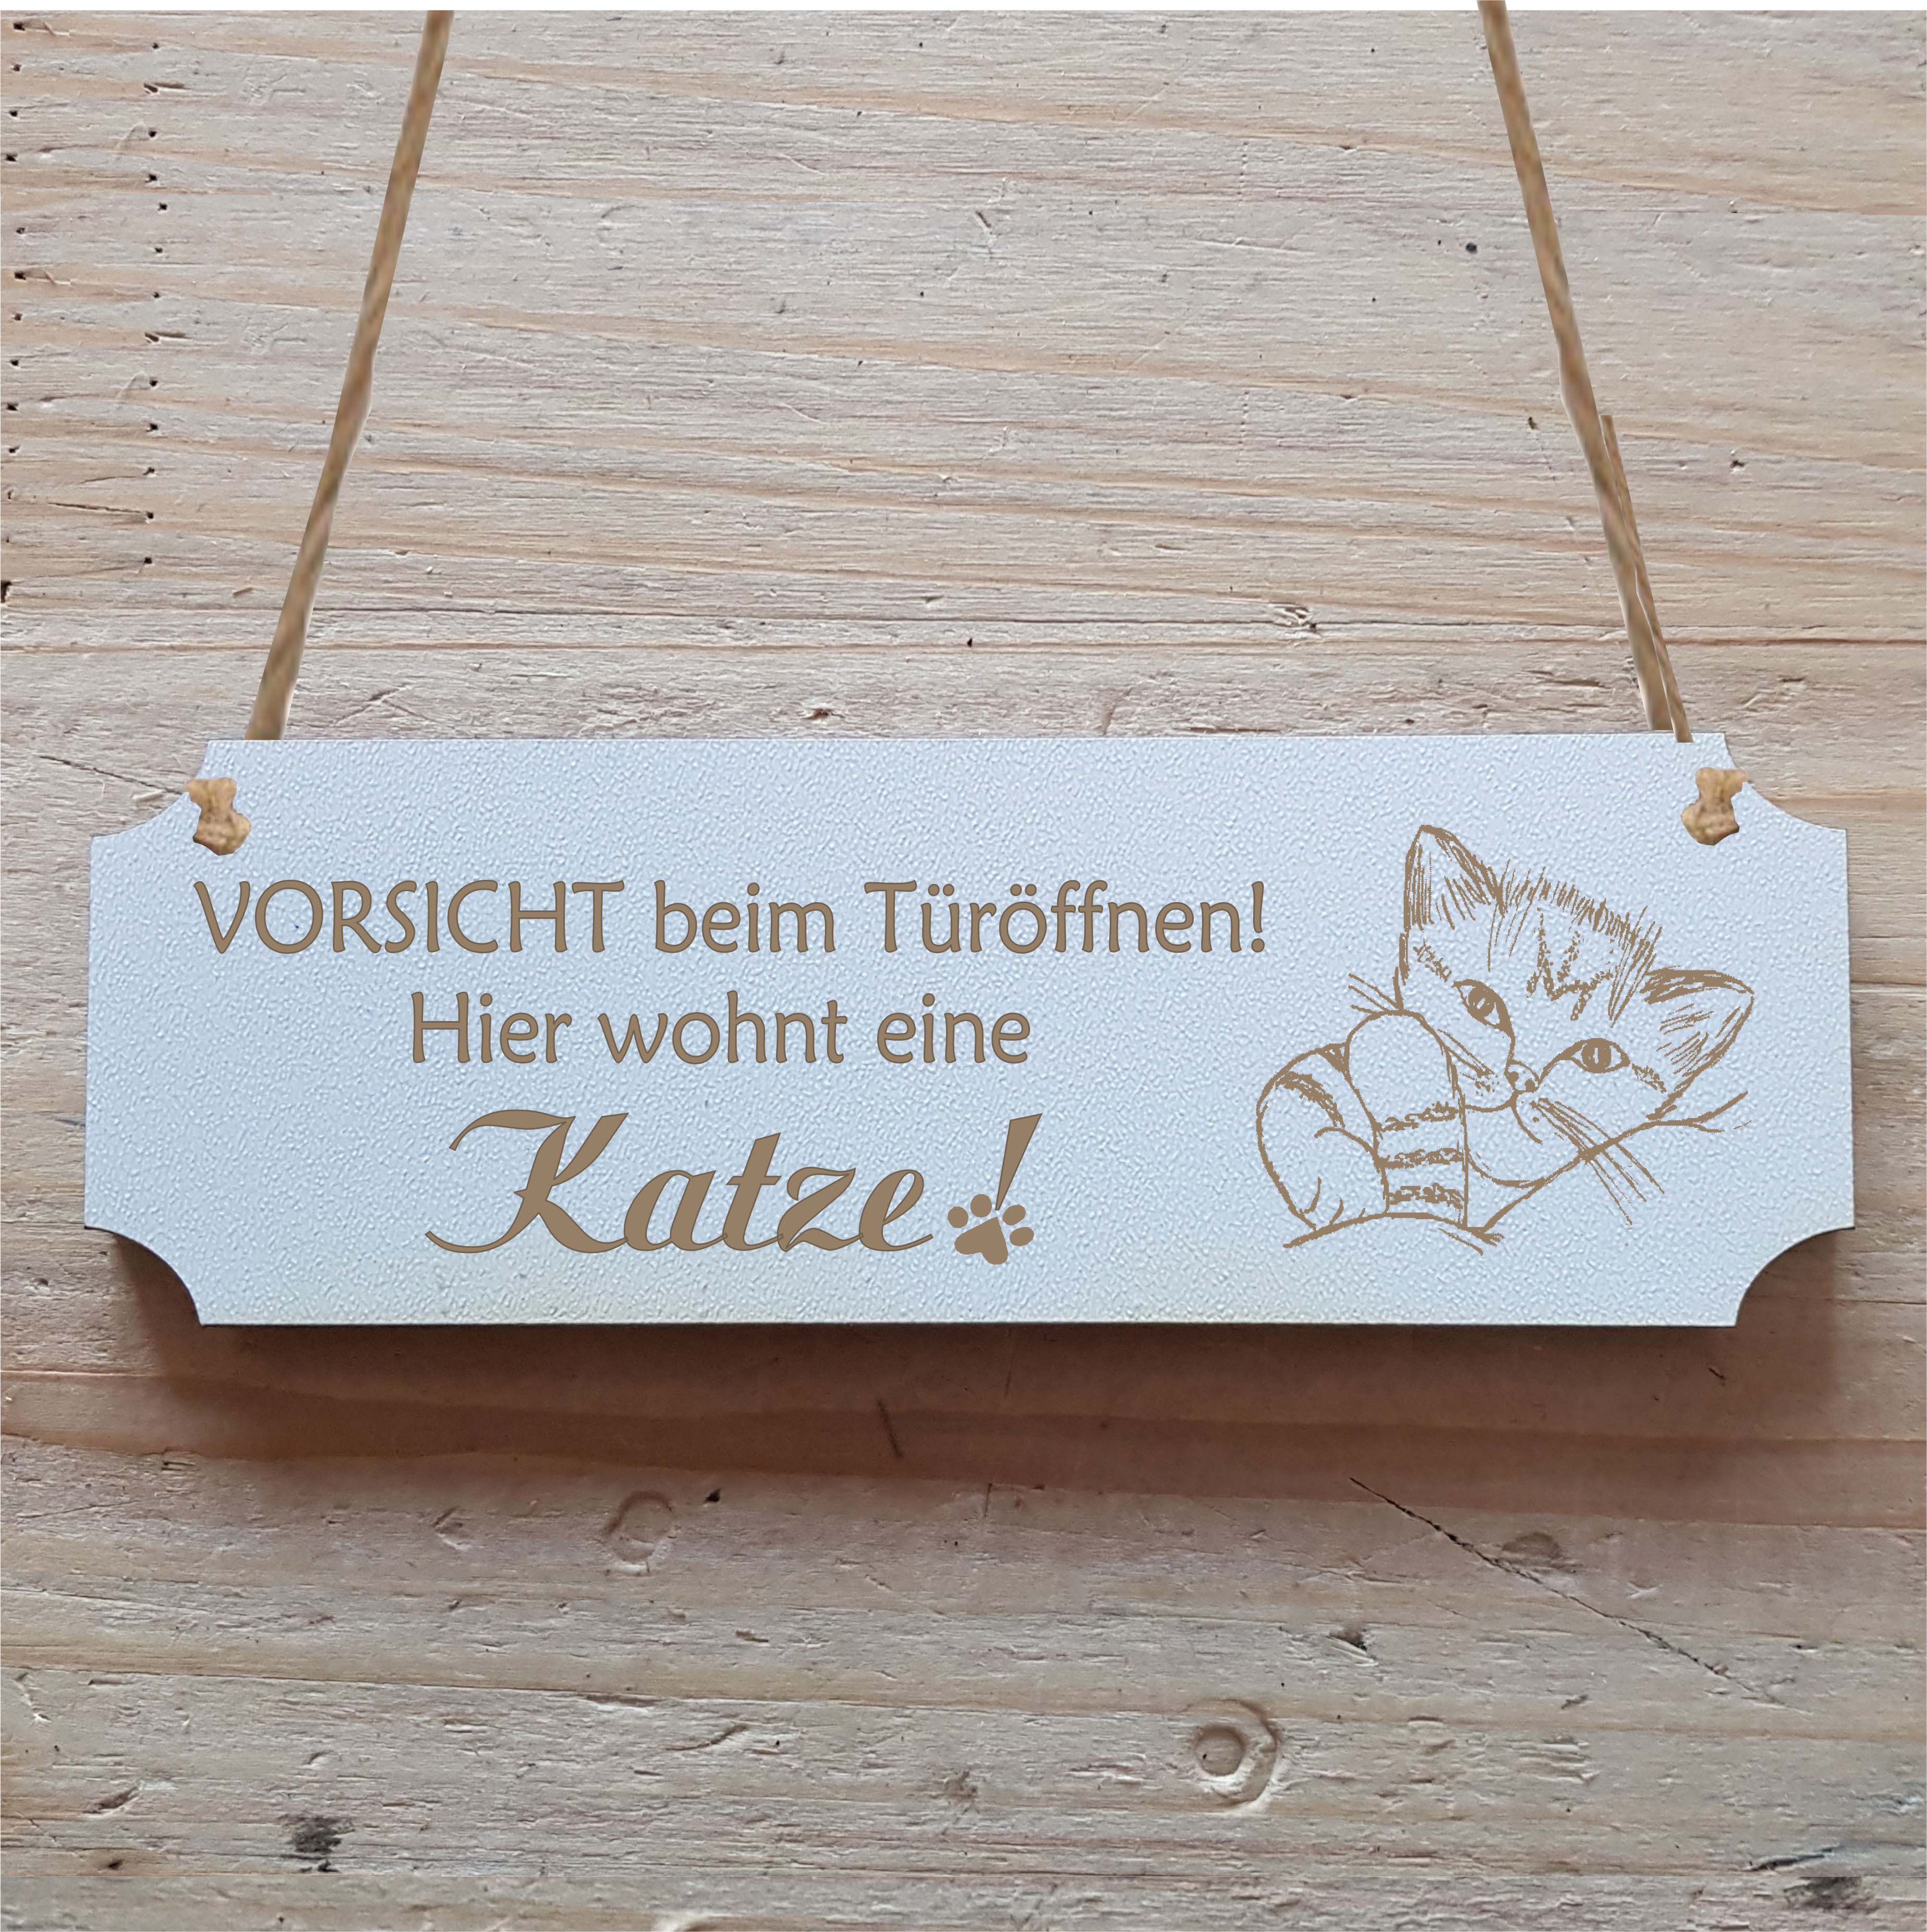 VORSICHT beim Türöffnen!
Hier wohnt eine
Katze!